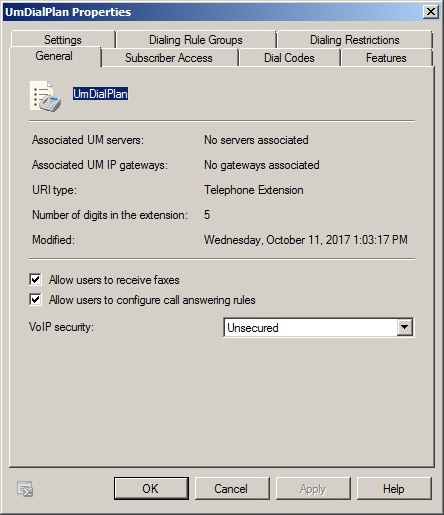 UmDialPlan Properties
Settings Dialing Rule Groups Dialing Restrictions
General Subscriber Access Dial Codes Features
UmDialPlan
Associated UM servers: No servers associated
Associated UM IP gateways: No gateways associated
URI type: Telephone Extension
Number of digits in the extension: 5
Modified: Wednesday, October 11, 2017 1:03:17 PM
Allow users to receive faxes
Allow users to configure call answering rules
VoIP security: Unsecured
OK Cancel Apply Help